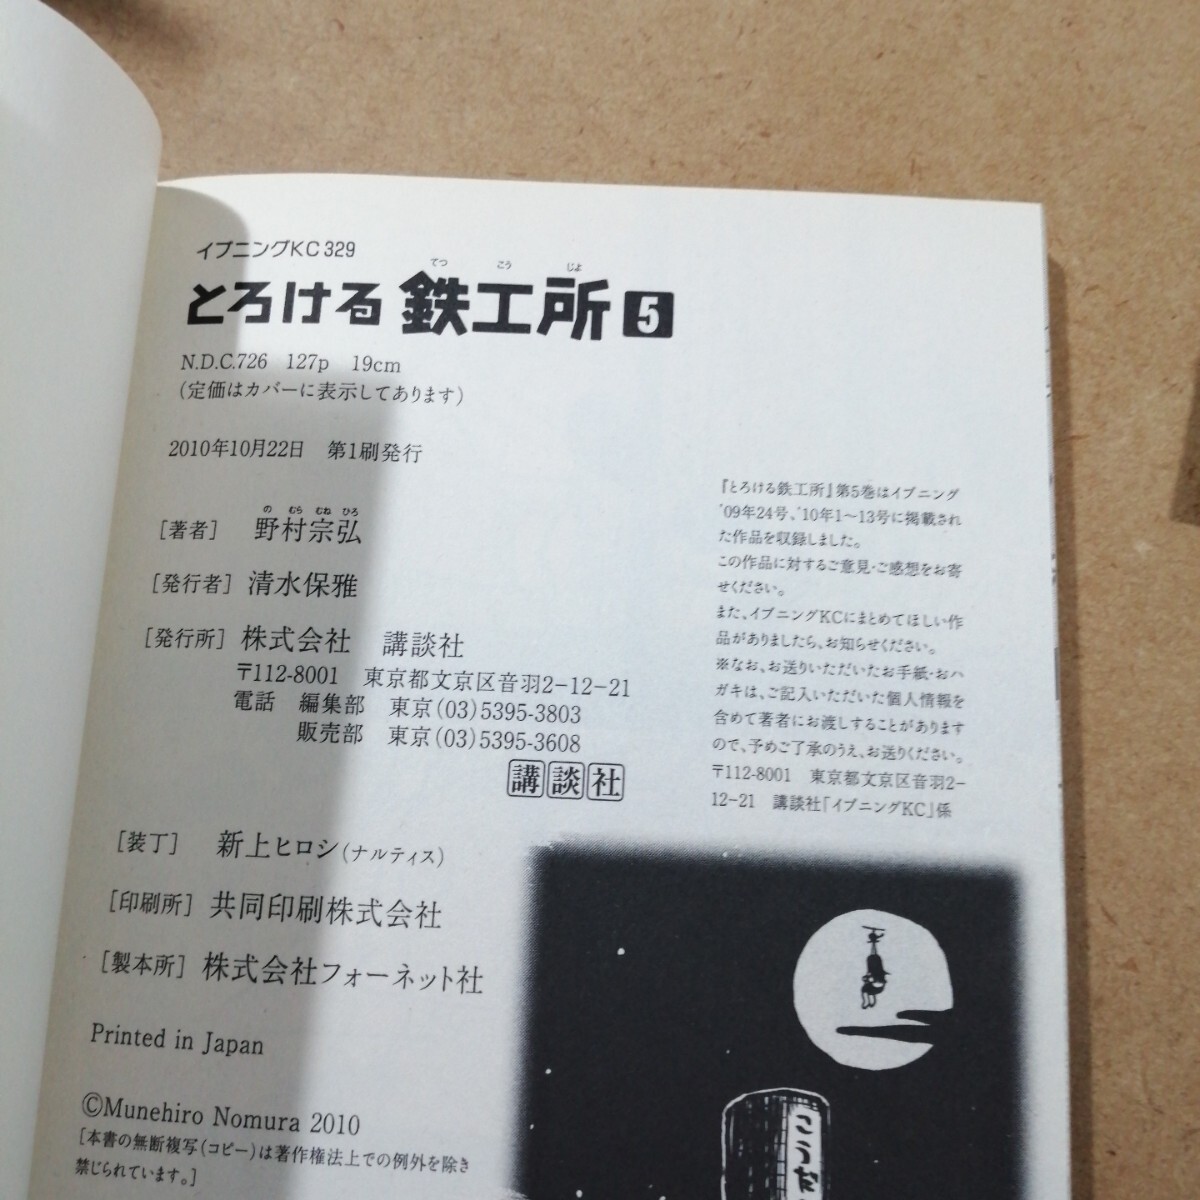 イブニングKC329
てつ こう じょ
とろける鉄工所 5
N.D.C.726 127p 19cm
(定価はカバーに表示してあります)
2010年10月22日 第1刷発行
の むら むね ひろ
[著者] 野村宗弘
[発行者] 清水保雅
[発行所] 株式会社 講談社
〒112-8001 東京都文京区音羽2-12-21
電話 編集部 東京(03)5395-3803
販売部 東京(03)5395-3608
講談社
[装丁] 新上ヒロシ(ナルティス)
[印刷所] 共同印刷株式会社
[製本所] 株式会社フォーネット社
Printed in Japan
©Munehiro Nomura 2010
[本書の無断複写(コピー)は著作権法上での例外を除き
禁じられています。]
『とろける鉄工所』第5巻はイブニング
'09年24号、'10年1～13号に掲載され
た作品を収録しました。
この作品に対するご意見・ご感想をお寄
せください。
また、イブニングKCにまとめてほしい作
品がありましたら、お知らせください。
※なお、お送りいただいたお手紙・おハ
ガキは、ご記入いただいた個人情報を
含めて著者にお渡しすることがあります
ので、予めご了承のうえ、お送りください。
〒112-8001 東京都文京区音羽2-
12-21 講談社「イブニングKC」係
こうだ